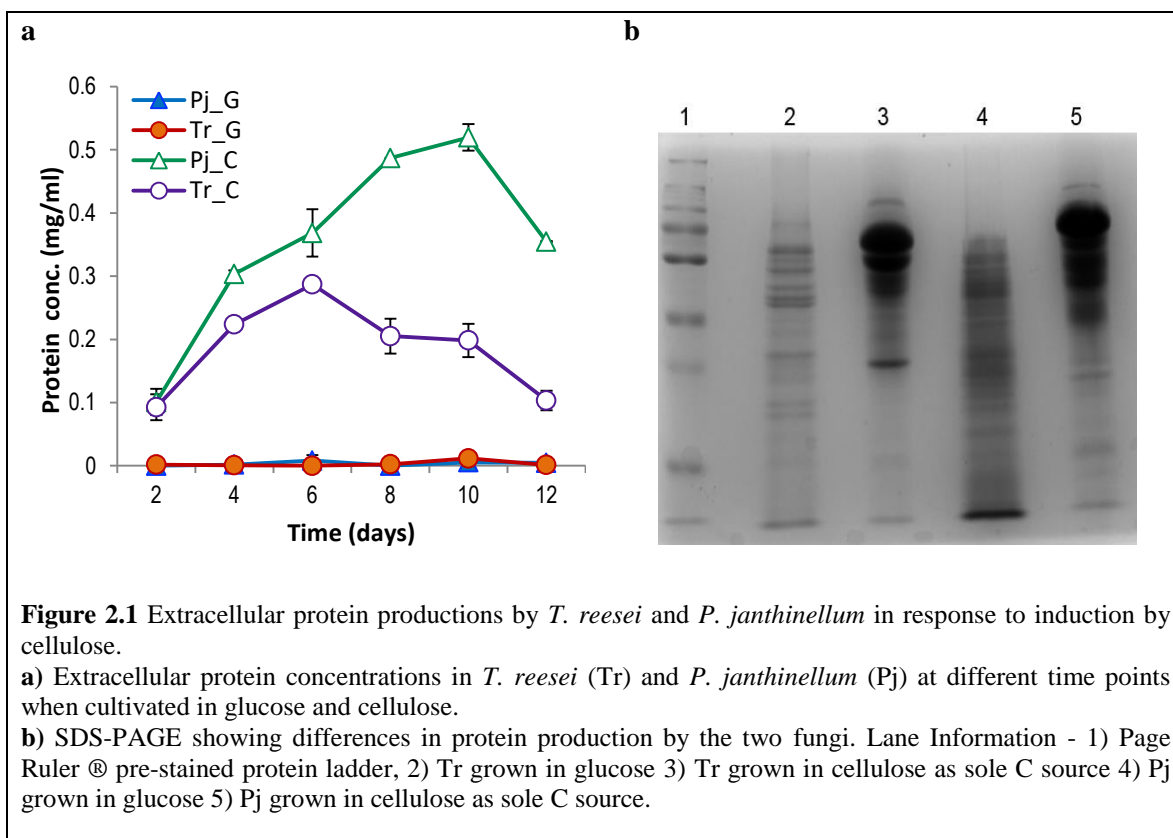 a
b
Protein conc. (mg/ml)
0.6
0.5
0.4
0.3
0.2
0.1
0
Pj_G
Tr_G
Pj_C
Tr_C
2 4 6 8 10 12
Time (days)
1 2 3 4 5
Figure 2.1 Extracellular protein productions by T. reesei and P. janthinellum in response to induction by
cellulose.
a) Extracellular protein concentrations in T. reesei (Tr) and P. janthinellum (Pj) at different time points
when cultivated in glucose and cellulose.
b) SDS-PAGE showing differences in protein production by the two fungi. Lane Information - 1) Page
Ruler ® pre-stained protein ladder, 2) Tr grown in glucose 3) Tr grown in cellulose as sole C source 4) Pj
grown in glucose 5) Pj grown in cellulose as sole C source.